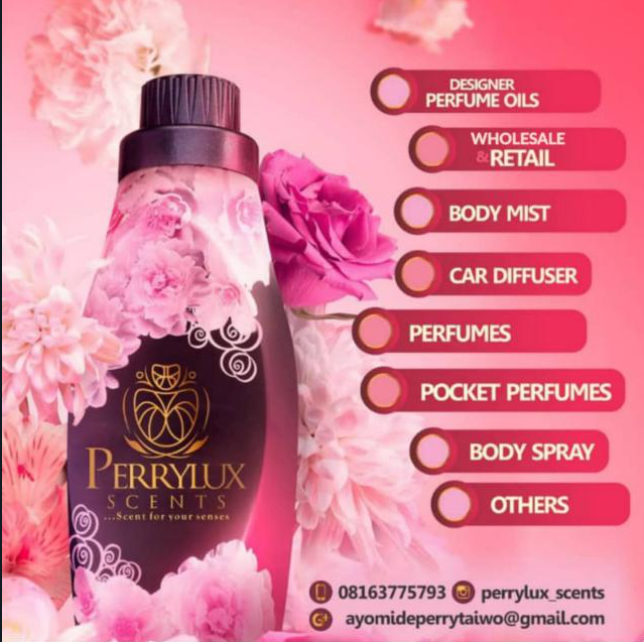 DESIGNER
PERFUME OILS
WHOLESALE
& RETAIL
BODY MIST
CAR DIFFUSER
PERFUMES
POCKET PERFUMES
BODY SPRAY
OTHERS
PERRYLUX
SCENTS
...Scent for your senses
08163775793 perrylux_scents
ayomideperrytaiwo@gmail.com